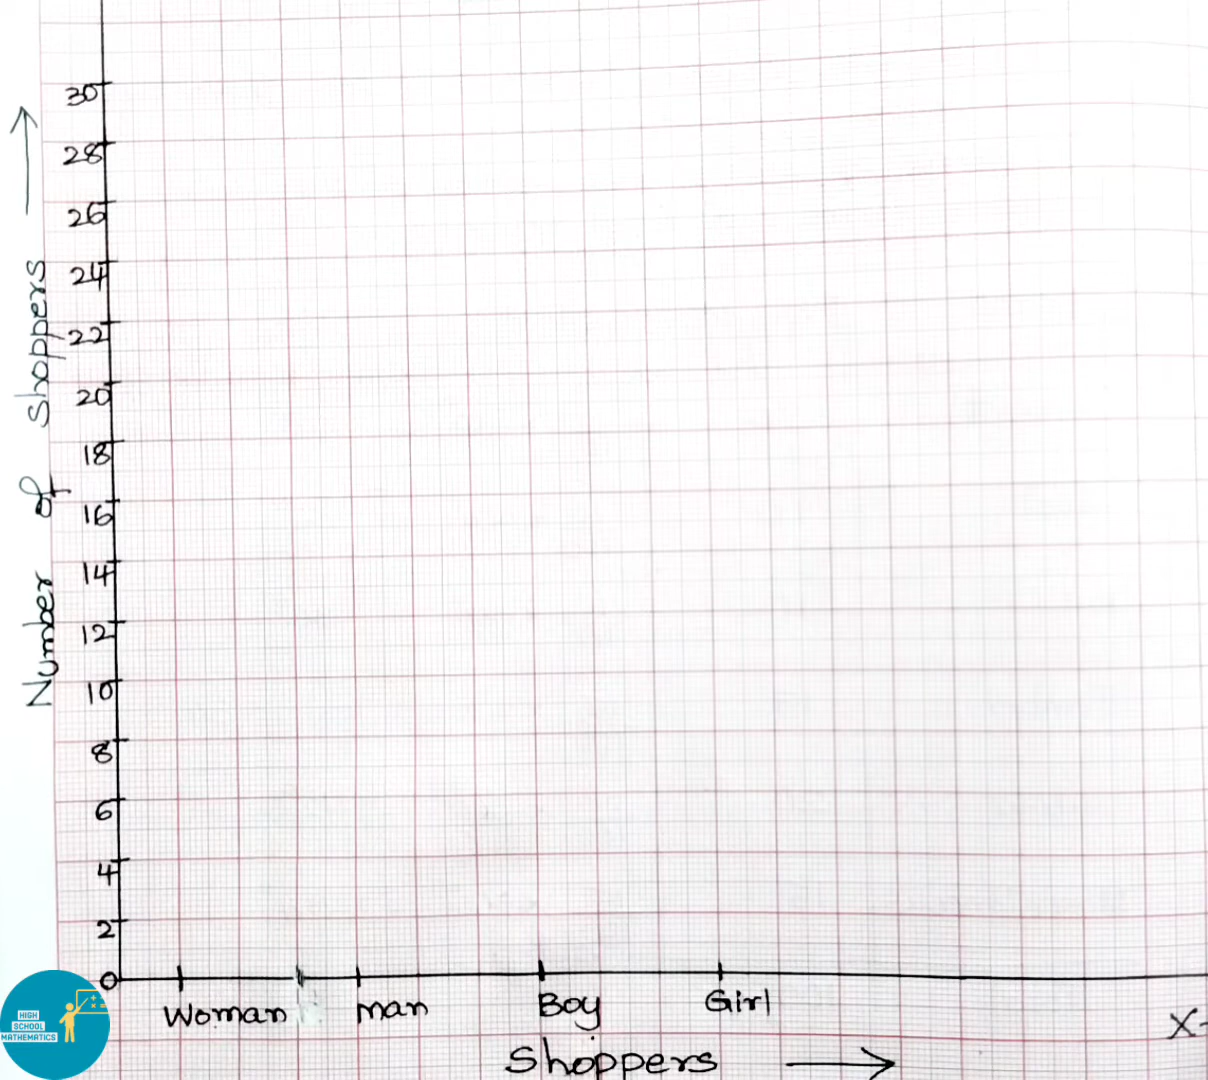 30
28
26
24
22
20
18
16
14
12
10
8
6
4
2
0
Number of shoppers
Woman man Boy Girl
Shoppers
X-
HIGH
SCHOOL
MATHEMATICS